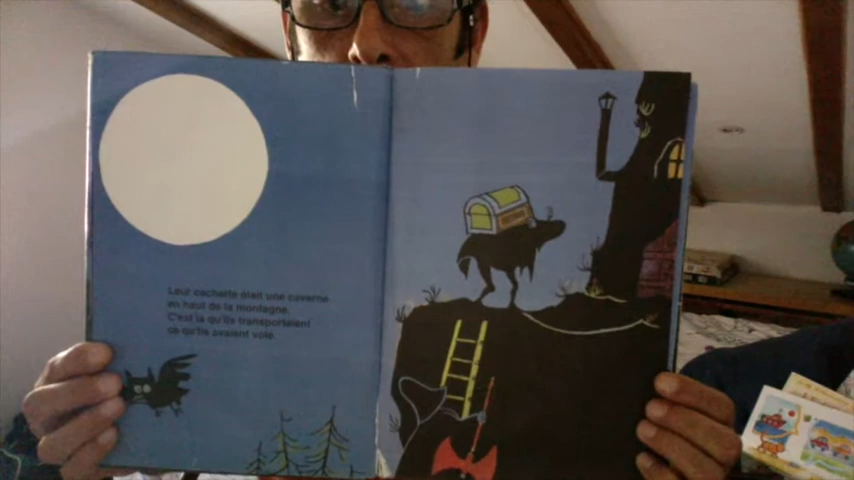 Leur cachette était une caverne
en haut de la montagne.
C'est là qu'ils transportaient
ce qu'ils avaient volé.